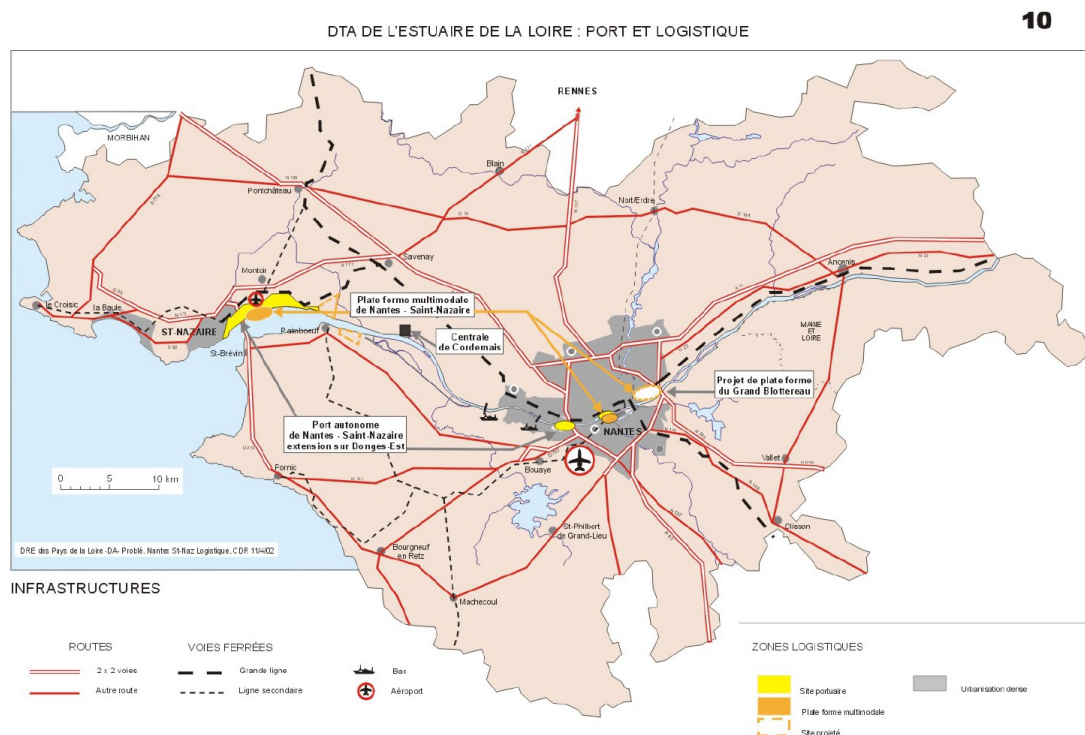 10
DTA DE L'ESTUAIRE DE LA LOIRE : PORT ET LOGISTIQUE
RENNES
MORBIHAN
Blain
N 165
Pontchâteau
Nort/Erdre
Savenay
Montoir
N 171
Ancenis
N 23
A 11
le Croisic
la Baule
ST-NAZAIRE
Paimboeuf
St-Brévin
Plate forme multimodale
de Nantes - Saint-Nazaire
Centrale
de Cordemais
MAINE
ET
LOIRE
Projet de plate forme
du Grand Blottereau
Port autonome
de Nantes - Saint-Nazaire
extension sur Donges-Est
NANTES
Bouaye
Vallet
Pornic
0 5 10 km
Clisson
St-Philbert
de Grand-Lieu
Bourgneuf
en Retz
Machecoul
DRE des Pays de la Loire -DA- Problé. Nantes St-Naz Logistique. CDR 11/4/02
INFRASTRUCTURES
ROUTES
2 x 2 voies
Autre route
VOIES FERRÉES
Grande ligne
Ligne secondaire
Bac
Aéroport
ZONES LOGISTIQUES
Site portuaire
Plate forme multimodale
Site projeté
Urbanisation dense